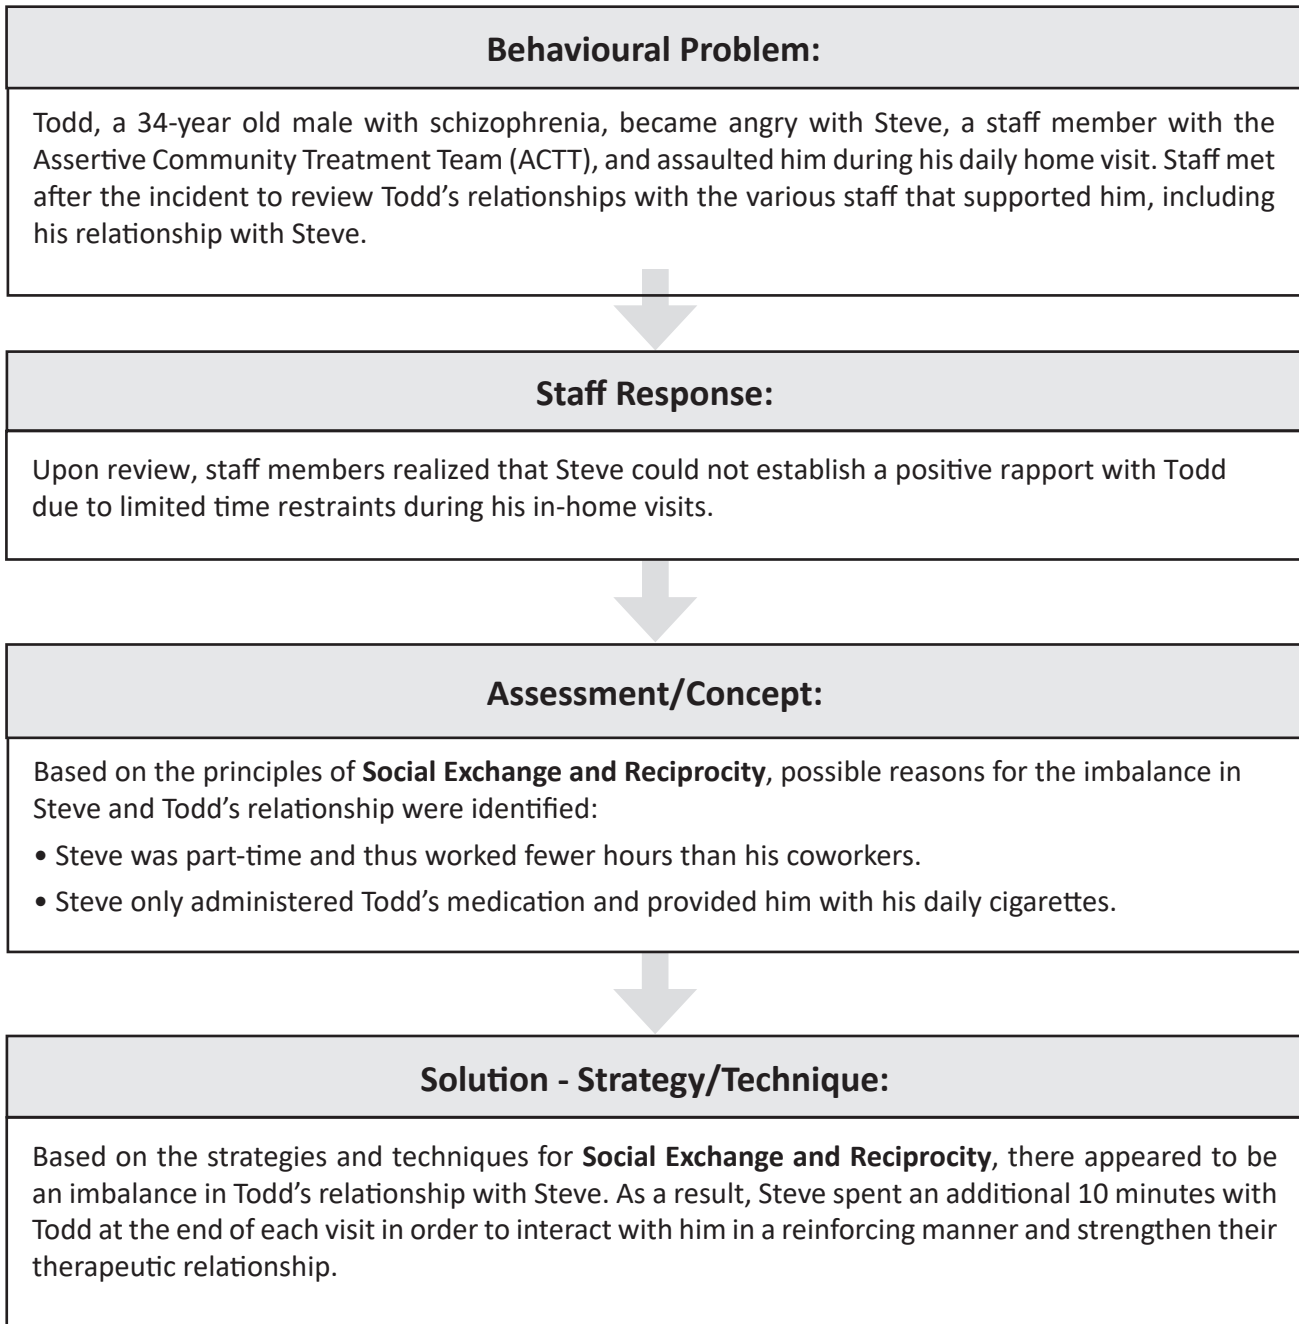 Behavioural Problem:
Todd, a 34-year old male with schizophrenia, became angry with Steve, a staff member with the
Assertive Community Treatment Team (ACTT), and assaulted him during his daily home visit. Staff met
after the incident to review Todd’s relationships with the various staff that supported him, including
his relationship with Steve.
Staff Response:
Upon review, staff members realized that Steve could not establish a positive rapport with Todd
due to limited time restraints during his in-home visits.
Assessment/Concept:
Based on the principles of Social Exchange and Reciprocity, possible reasons for the imbalance in
Steve and Todd’s relationship were identified:
• Steve was part-time and thus worked fewer hours than his coworkers.
• Steve only administered Todd’s medication and provided him with his daily cigarettes.
Solution - Strategy/Technique:
Based on the strategies and techniques for Social Exchange and Reciprocity, there appeared to be
an imbalance in Todd’s relationship with Steve. As a result, Steve spent an additional 10 minutes with
Todd at the end of each visit in order to interact with him in a reinforcing manner and strengthen their
therapeutic relationship.